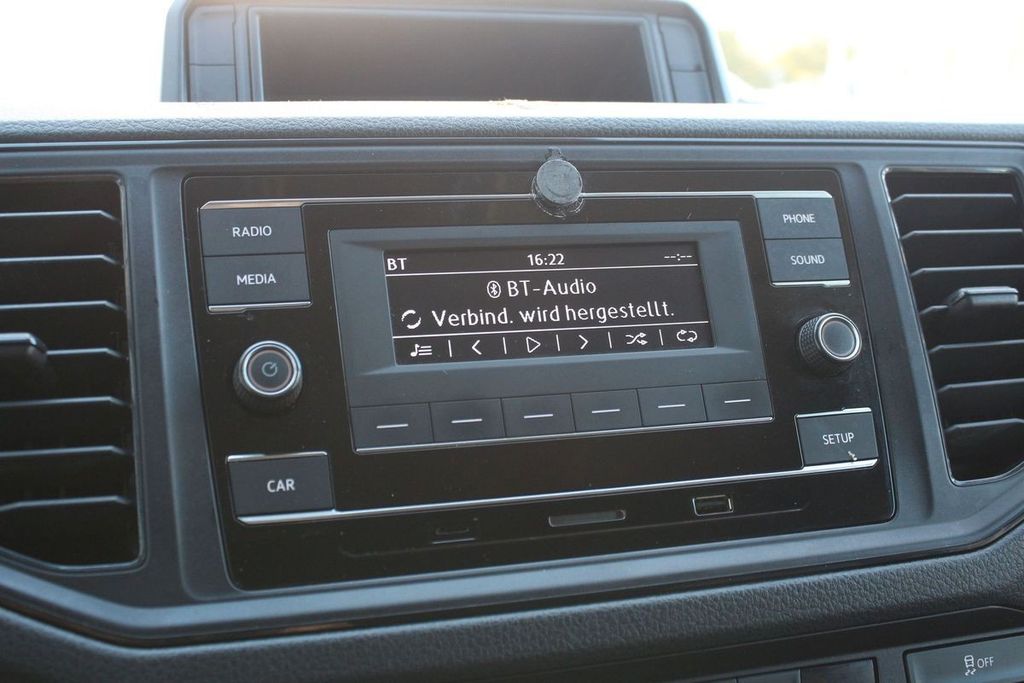 RADIO
MEDIA
PHONE
SOUND
BT 16:22 --:--
BT-Audio
Verbind. wird hergestellt.
CAR
SETUP
OFF